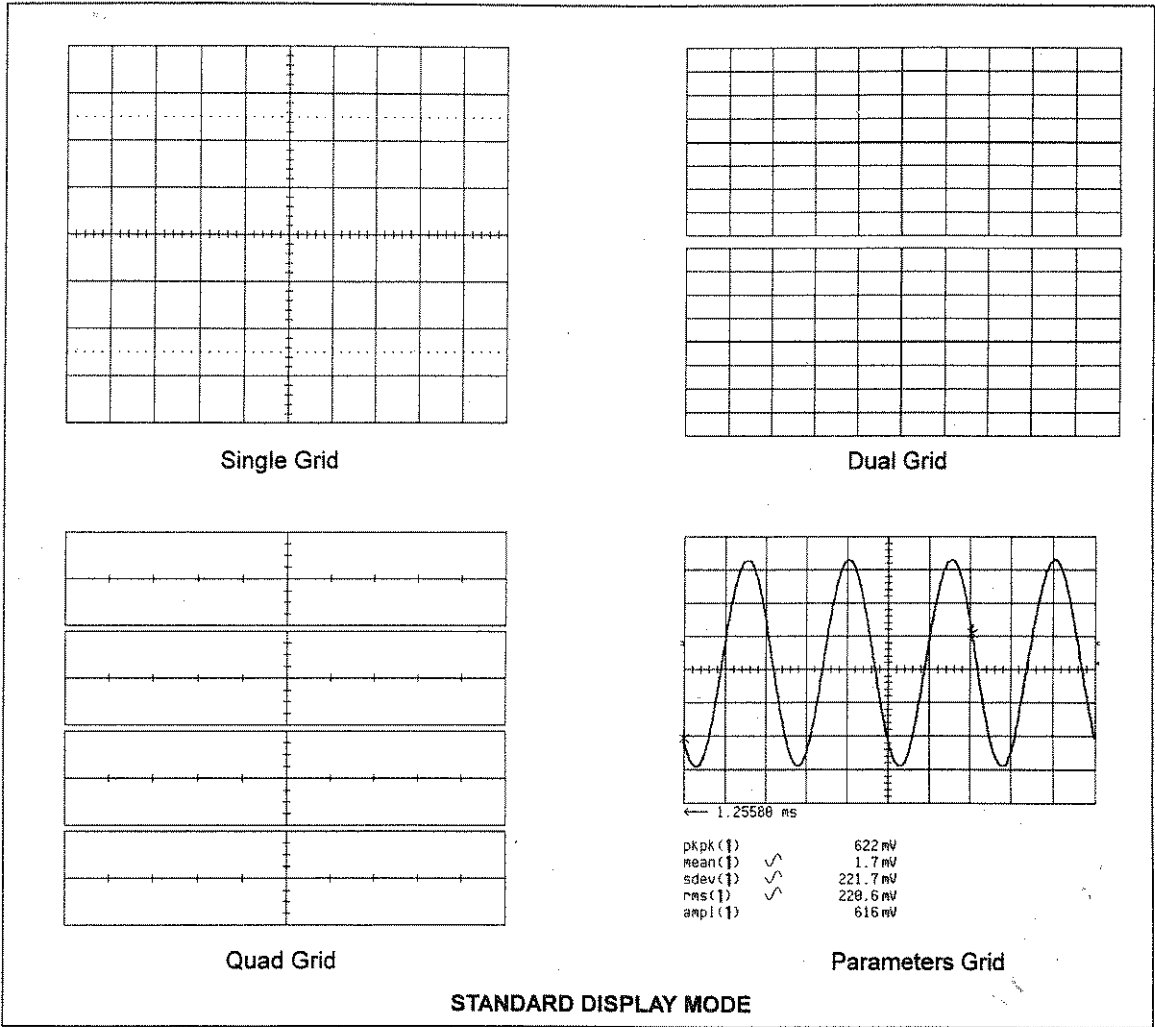 Single Grid
Dual Grid
← 1.25580 ms
pkpk(1) 622 mV
mean(1) 1.7 mV
sdev(1) 221.7 mV
rms(1) 220.6 mV
ampl(1) 616 mV
Quad Grid
Parameters Grid
STANDARD DISPLAY MODE